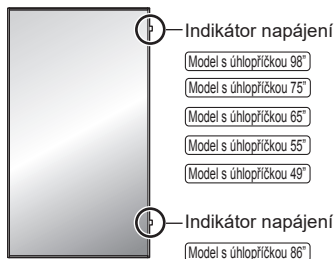 Indikátor napájení
Model s úhlopříčkou 98"
Model s úhlopříčkou 75"
Model s úhlopříčkou 65"
Model s úhlopříčkou 55"
Model s úhlopříčkou 49"
Indikátor napájení
Model s úhlopříčkou 86"